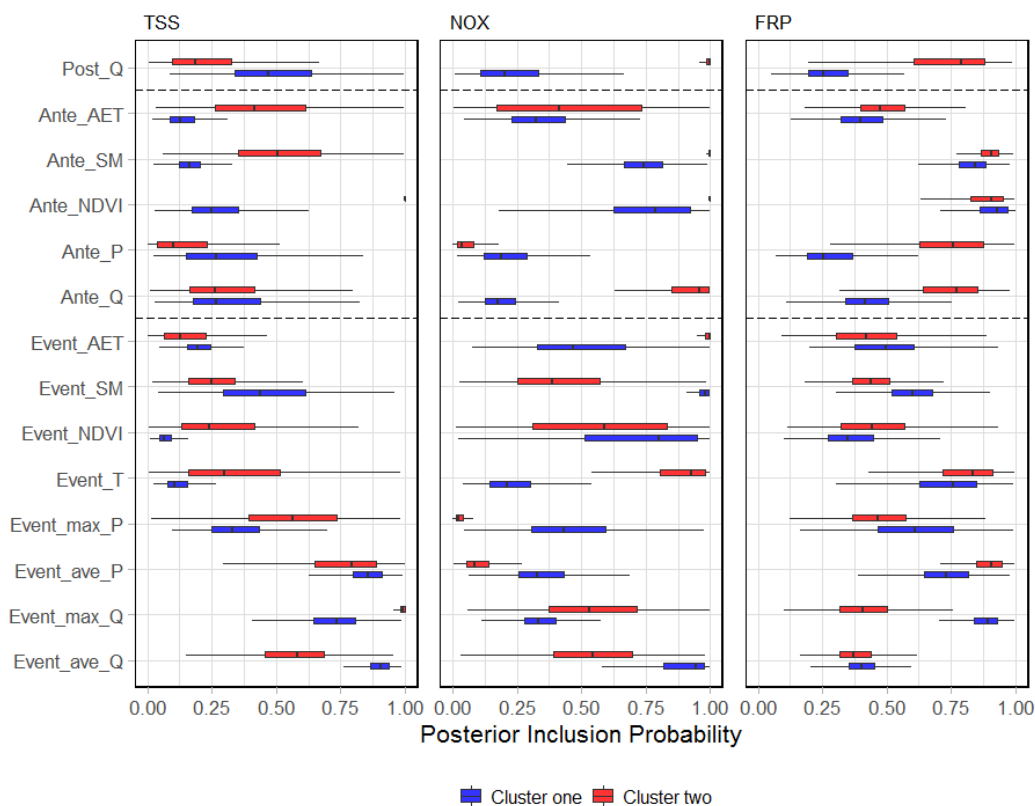 TSS NOX FRP
Post_Q
Ante_AET
Ante_SM
Ante_NDVI
Ante_P
Ante_Q
Event_AET
Event_SM
Event_NDVI
Event_T
Event_max_P
Event_ave_P
Event_max_Q
Event_ave_Q
0.00 0.25 0.50 0.75 1.00 0.00 0.25 0.50 0.75 1.00 0.00 0.25 0.50 0.75 1.00
Posterior Inclusion Probability
Cluster one Cluster two